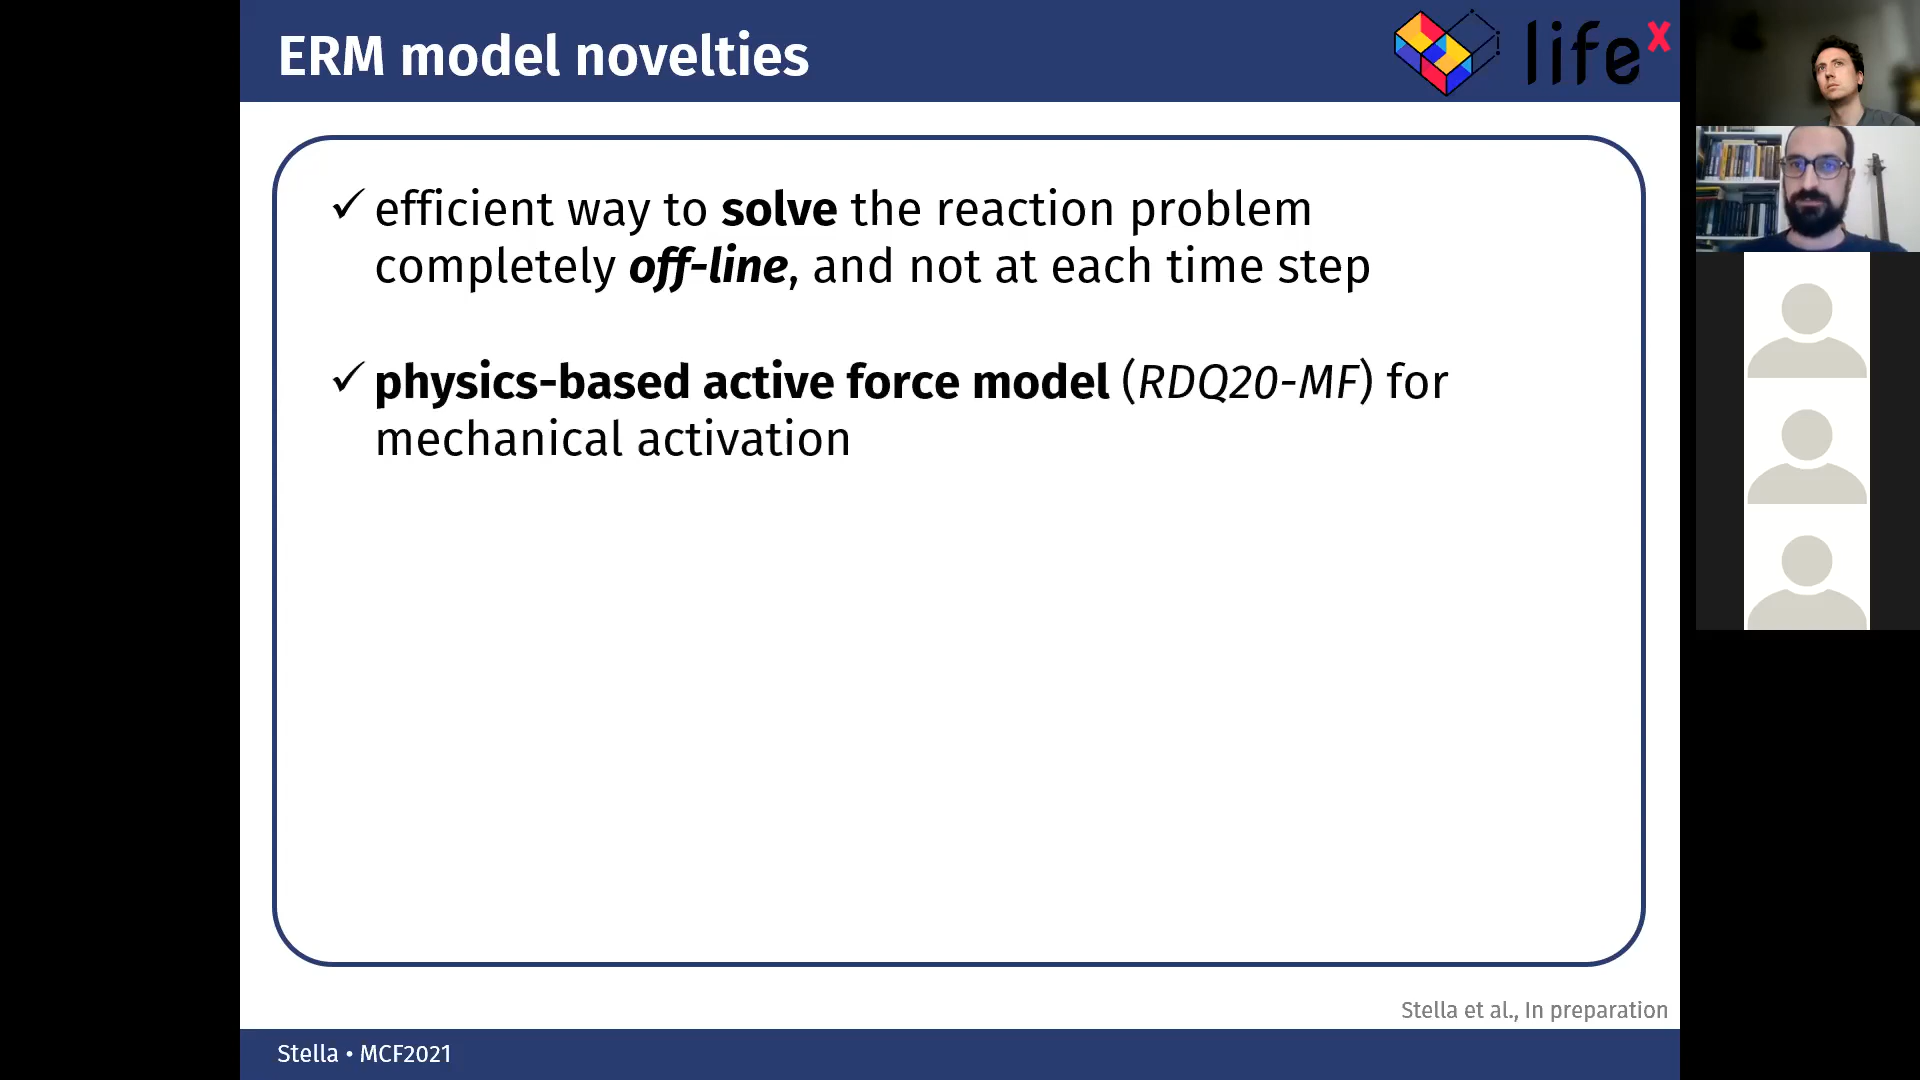 ERM model novelties
lifex
✓ efficient way to solve the reaction problem
completely off-line, and not at each time step
✓ physics-based active force model (RDQ20-MF) for
mechanical activation
Stella et al., In preparation
Stella • MCF2021